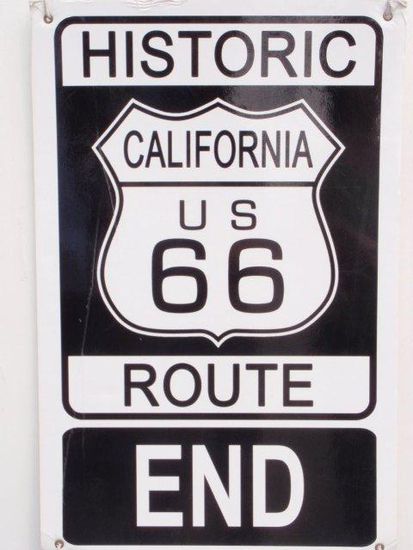 HISTORIC
CALIFORNIA
US
66
ROUTE
END